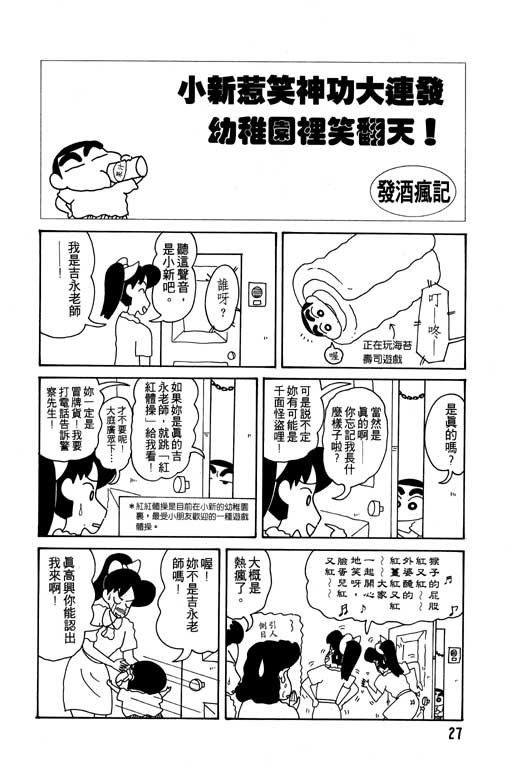 小新惹笑神功大連發
幼稚園裡笑翻天！
發酒瘋記
叮－咚－
正在玩海苔
壽司遊戲
喔
誰呀？
聽這聲音，
是小新吧。
我是吉永老師
——！
是真的嗎？
當然是
真的啊
你忘記我長什
麼樣子啦？
可是說不定
妳有可能是
千面怪盜哩！
如果妳是真的吉
永老師，就跳「紅
紅體操」給我看！
才不要呢！
大庭廣眾下…
妳一定是
冒牌貨！我要
打電話告訴警
察先生！
＊紅紅體操是目前在小新的幼稚園
裏，最受小朋友歡迎的一種遊戲
體操。
猴子的屁股
紅又紅～
外婆醃的
紅薑紅又紅
～大家
一起開心
地笑呀，
臉蛋兒紅
又紅～
引人
側目
大概是
熱瘋了。
喔！
妳不是吉永老
師嗎！
真高興你能認出
我來啊！
27